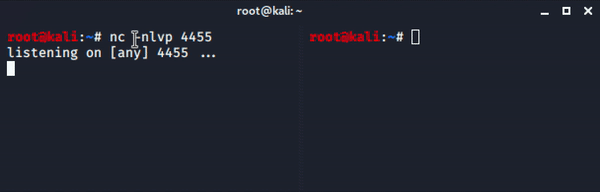 root@kali: ~
root@kali:~# nc -nlvp 4455
listening on [any] 4455 ...
root@kali:~#